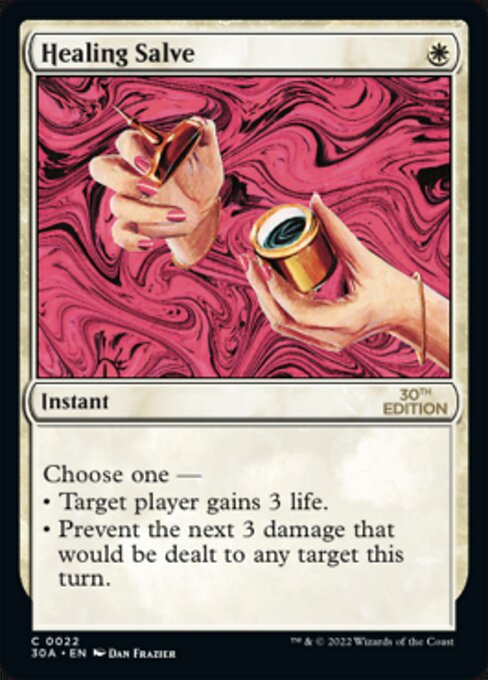 Healing Salve
Instant
30TH
EDITION
Choose one —
• Target player gains 3 life.
• Prevent the next 3 damage that
would be dealt to any target this
turn.
C 0022
30A • EN Dan Frazier
™ & © 2022 Wizards of the Coast